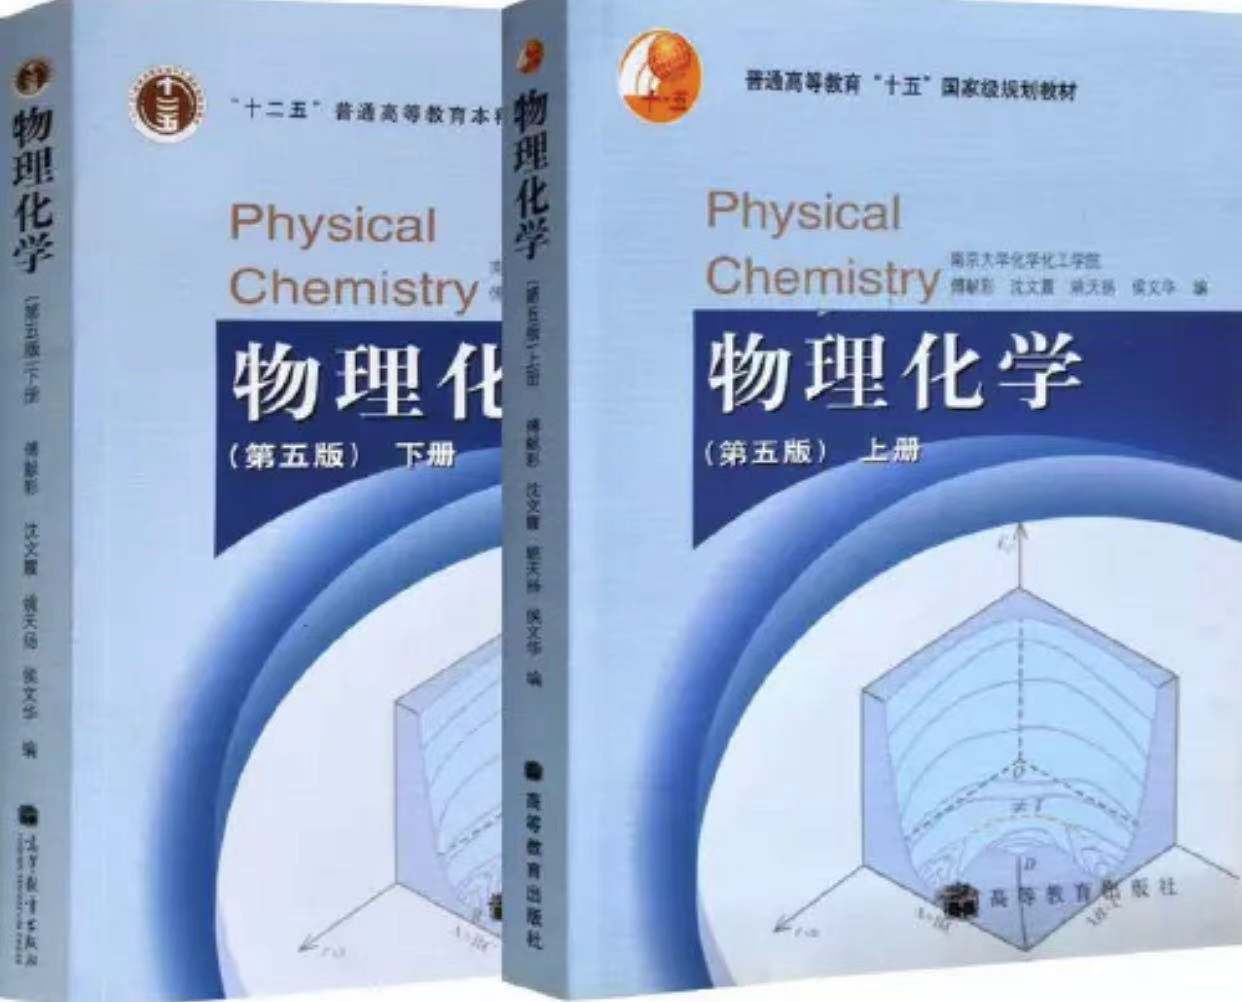 物理化学
(第五版)下册
傅献彩 沈文霞 姚天扬 侯文华 编
十二五
“十二五”普通高等教育本科
Physical
Chemistry
物理化
(第五版) 下册
物理化学
(第五版)上册
傅献彩 沈文霞 姚天扬 侯文华 编
高等教育出版社
十·五
普通高等教育“十五”国家级规划教材
Physical
Chemistry
南京大学化学化工学院
傅献彩 沈文霞 姚天扬 侯文华 编
物理化学
(第五版) 上册
O
≠
D
高等教育出版社